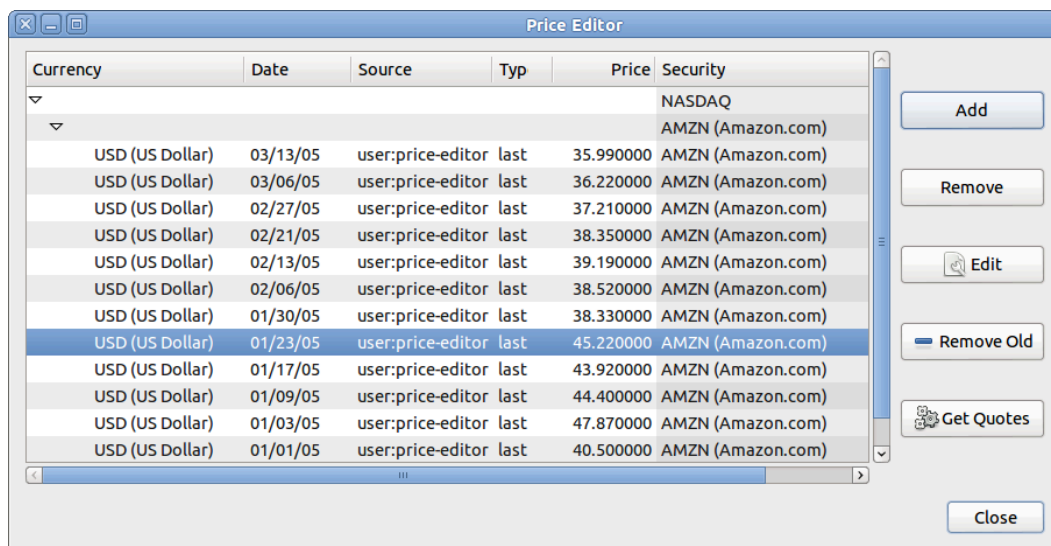 Price Editor
Currency Date Source Typ Price Security
NASDAQ
AMZN (Amazon.com)
USD (US Dollar) 03/13/05 user:price-editor last 35.990000 AMZN (Amazon.com)
USD (US Dollar) 03/06/05 user:price-editor last 36.220000 AMZN (Amazon.com)
USD (US Dollar) 02/27/05 user:price-editor last 37.210000 AMZN (Amazon.com)
USD (US Dollar) 02/21/05 user:price-editor last 38.350000 AMZN (Amazon.com)
USD (US Dollar) 02/13/05 user:price-editor last 39.190000 AMZN (Amazon.com)
USD (US Dollar) 02/06/05 user:price-editor last 38.520000 AMZN (Amazon.com)
USD (US Dollar) 01/30/05 user:price-editor last 38.330000 AMZN (Amazon.com)
USD (US Dollar) 01/23/05 user:price-editor last 45.220000 AMZN (Amazon.com)
USD (US Dollar) 01/17/05 user:price-editor last 43.920000 AMZN (Amazon.com)
USD (US Dollar) 01/09/05 user:price-editor last 44.400000 AMZN (Amazon.com)
USD (US Dollar) 01/03/05 user:price-editor last 47.870000 AMZN (Amazon.com)
USD (US Dollar) 01/01/05 user:price-editor last 40.500000 AMZN (Amazon.com)
Add
Remove
Edit
Remove Old
Get Quotes
Close